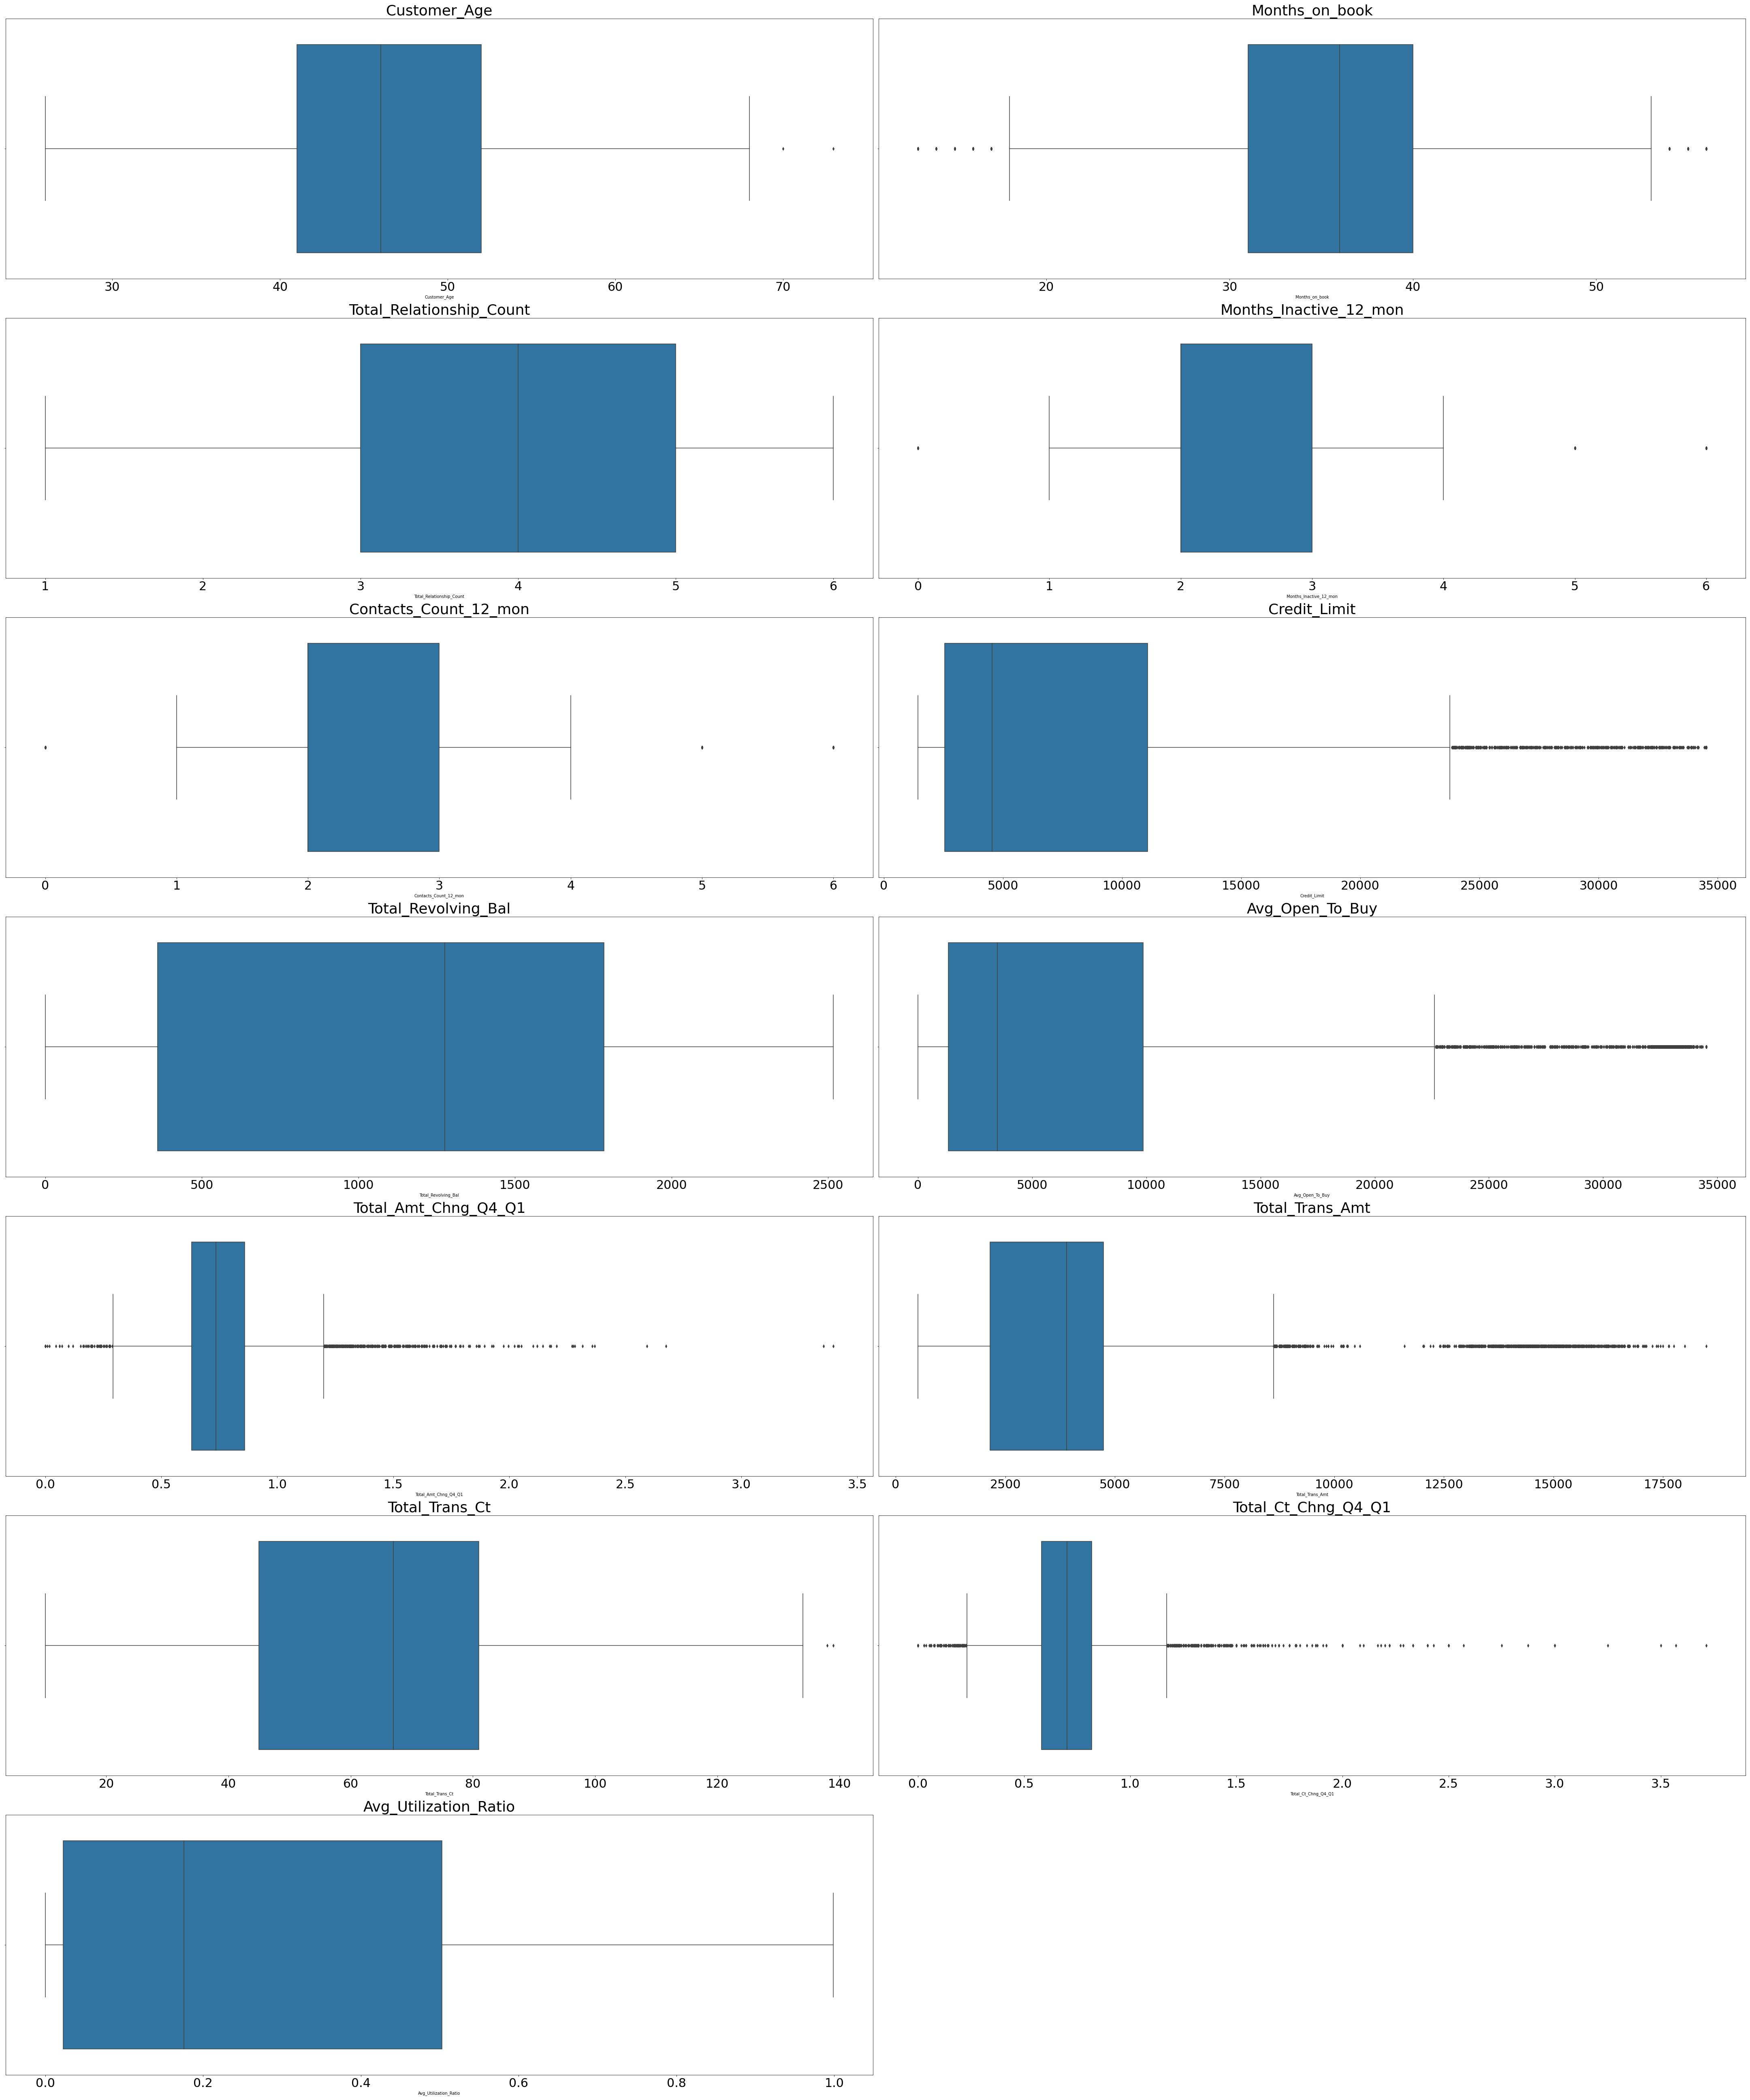 Customer_Age
30 40 50 60 70
Customer_Age
Months_on_book
20 30 40 50
Months_on_book
Total_Relationship_Count
1 2 3 4 5 6
Total_Relationship_Count
Months_Inactive_12_mon
0 1 2 3 4 5 6
Months_Inactive_12_mon
Contacts_Count_12_mon
0 1 2 3 4 5 6
Contacts_Count_12_mon
Credit_Limit
0 5000 10000 15000 20000 25000 30000 35000
Credit_Limit
Total_Revolving_Bal
0 500 1000 1500 2000 2500
Total_Revolving_Bal
Avg_Open_To_Buy
0 5000 10000 15000 20000 25000 30000 35000
Avg_Open_To_Buy
Total_Amt_Chng_Q4_Q1
0.0 0.5 1.0 1.5 2.0 2.5 3.0 3.5
Total_Amt_Chng_Q4_Q1
Total_Trans_Amt
0 2500 5000 7500 10000 12500 15000 17500
Total_Trans_Amt
Total_Trans_Ct
20 40 60 80 100 120 140
Total_Trans_Ct
Total_Ct_Chng_Q4_Q1
0.0 0.5 1.0 1.5 2.0 2.5 3.0 3.5
Total_Ct_Chng_Q4_Q1
Avg_Utilization_Ratio
0.0 0.2 0.4 0.6 0.8 1.0
Avg_Utilization_Ratio